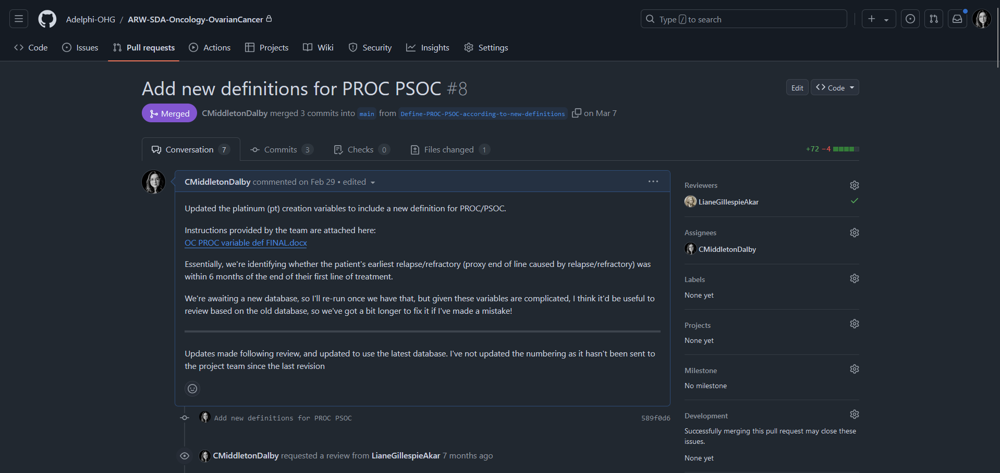 Adelphi-OHG / ARW-SDA-Oncology-OvarianCancer
Type / to search
Code Issues Pull requests Actions Projects Wiki Security Insights Settings
Add new definitions for PROC PSOC #8
Edit
Code
Merged CMiddletonDalby merged 3 commits into main from Define-PROC-PSOC-according-to-new-definitions on Mar 7
Conversation 7 Commits 3 Checks 0 Files changed 1
+72 −4
CMiddletonDalby commented on Feb 29 • edited
Updated the platinum (pt) creation variables to include a new definition for PROC/PSOC.
Instructions provided by the team are attached here:
OC PROC variable def FINAL.docx
Essentially, we're identifying whether the patient's earliest relapse/refractory (proxy end of line caused by relapse/refractory) was
within 6 months of the end of their first line of treatment.
We're awaiting a new database, so I'll re-run once we have that, but given these variables are complicated, I think it'd be useful to
review based on the old database, so we've got a bit longer to fix it if I've made a mistake!
Updates made following review, and updated to use the latest database. I've not updated the numbering as it hasn't been sent to
the project team since the last revision
Add new definitions for PROC PSOC 589f0d6
CMiddletonDalby requested a review from LianeGillespieAkar 7 months ago
Reviewers
LianeGillespieAkar
Assignees
CMiddletonDalby
Labels
None yet
Projects
None yet
Milestone
No milestone
Development
Successfully merging this pull request may close these
issues.
None yet